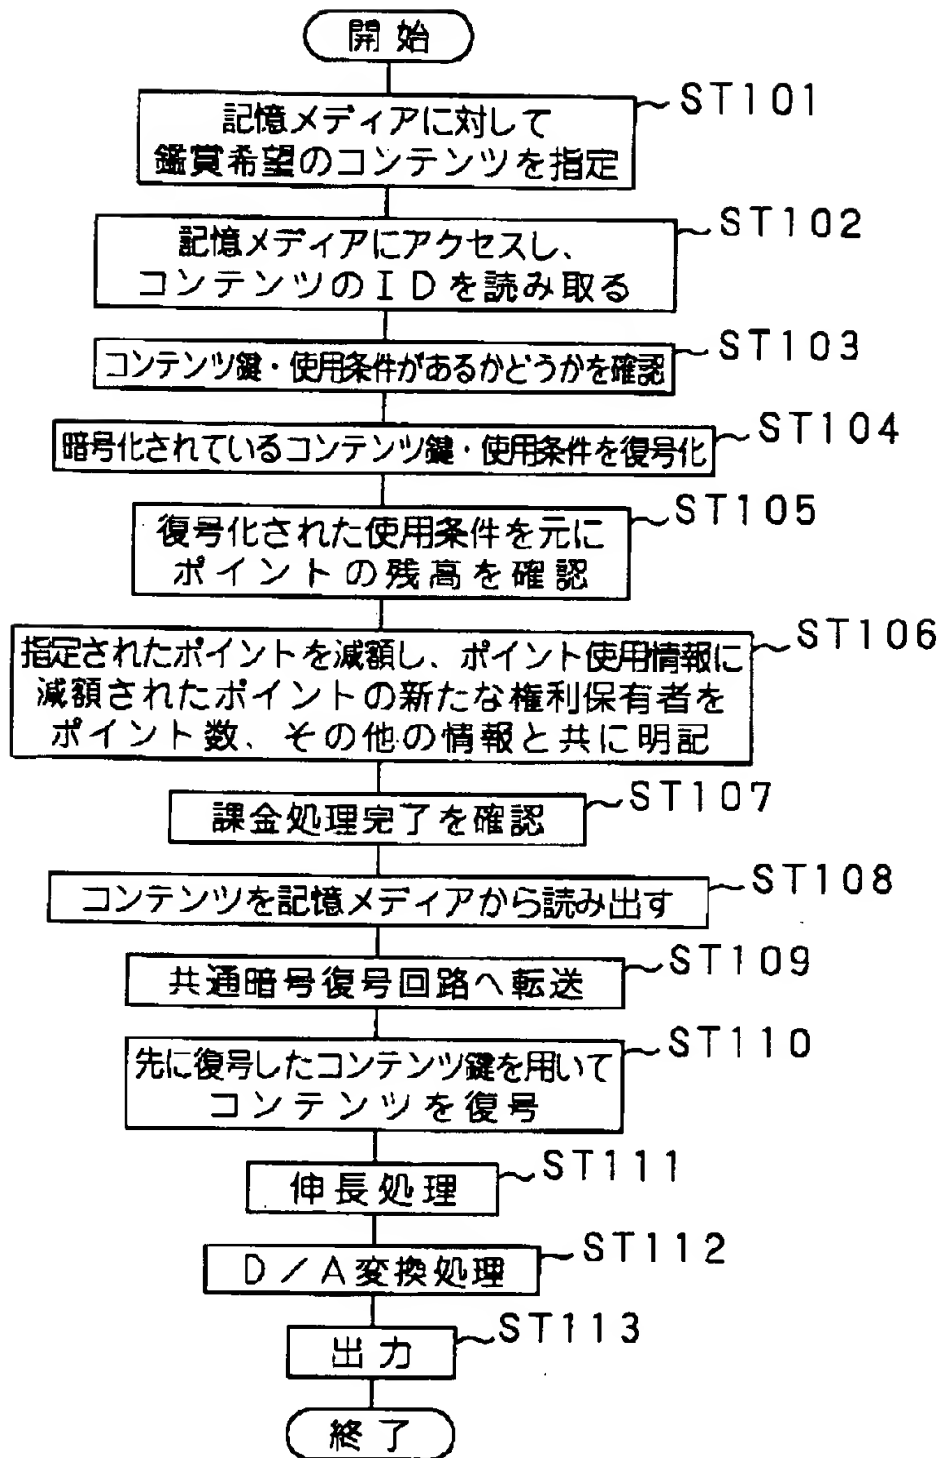 開始
ST101
記憶メディアに対して
鑑賞希望のコンテンツを指定
ST102
記憶メディアにアクセスし、
コンテンツのIDを読み取る
ST103
コンテンツ鍵・使用条件があるかどうかを確認
ST104
暗号化されているコンテンツ鍵・使用条件を復号化
ST105
復号化された使用条件を元に
ポイントの残高を確認
ST106
指定されたポイントを減額し、ポイント使用情報に
減額されたポイントの新たな権利保有者を
ポイント数、その他の情報と共に明記
ST107
課金処理完了を確認
ST108
コンテンツを記憶メディアから読み出す
ST109
共通暗号復号回路へ転送
ST110
先に復号したコンテンツ鍵を用いて
コンテンツを復号
ST111
伸長処理
ST112
D/A変換処理
ST113
出力
終了